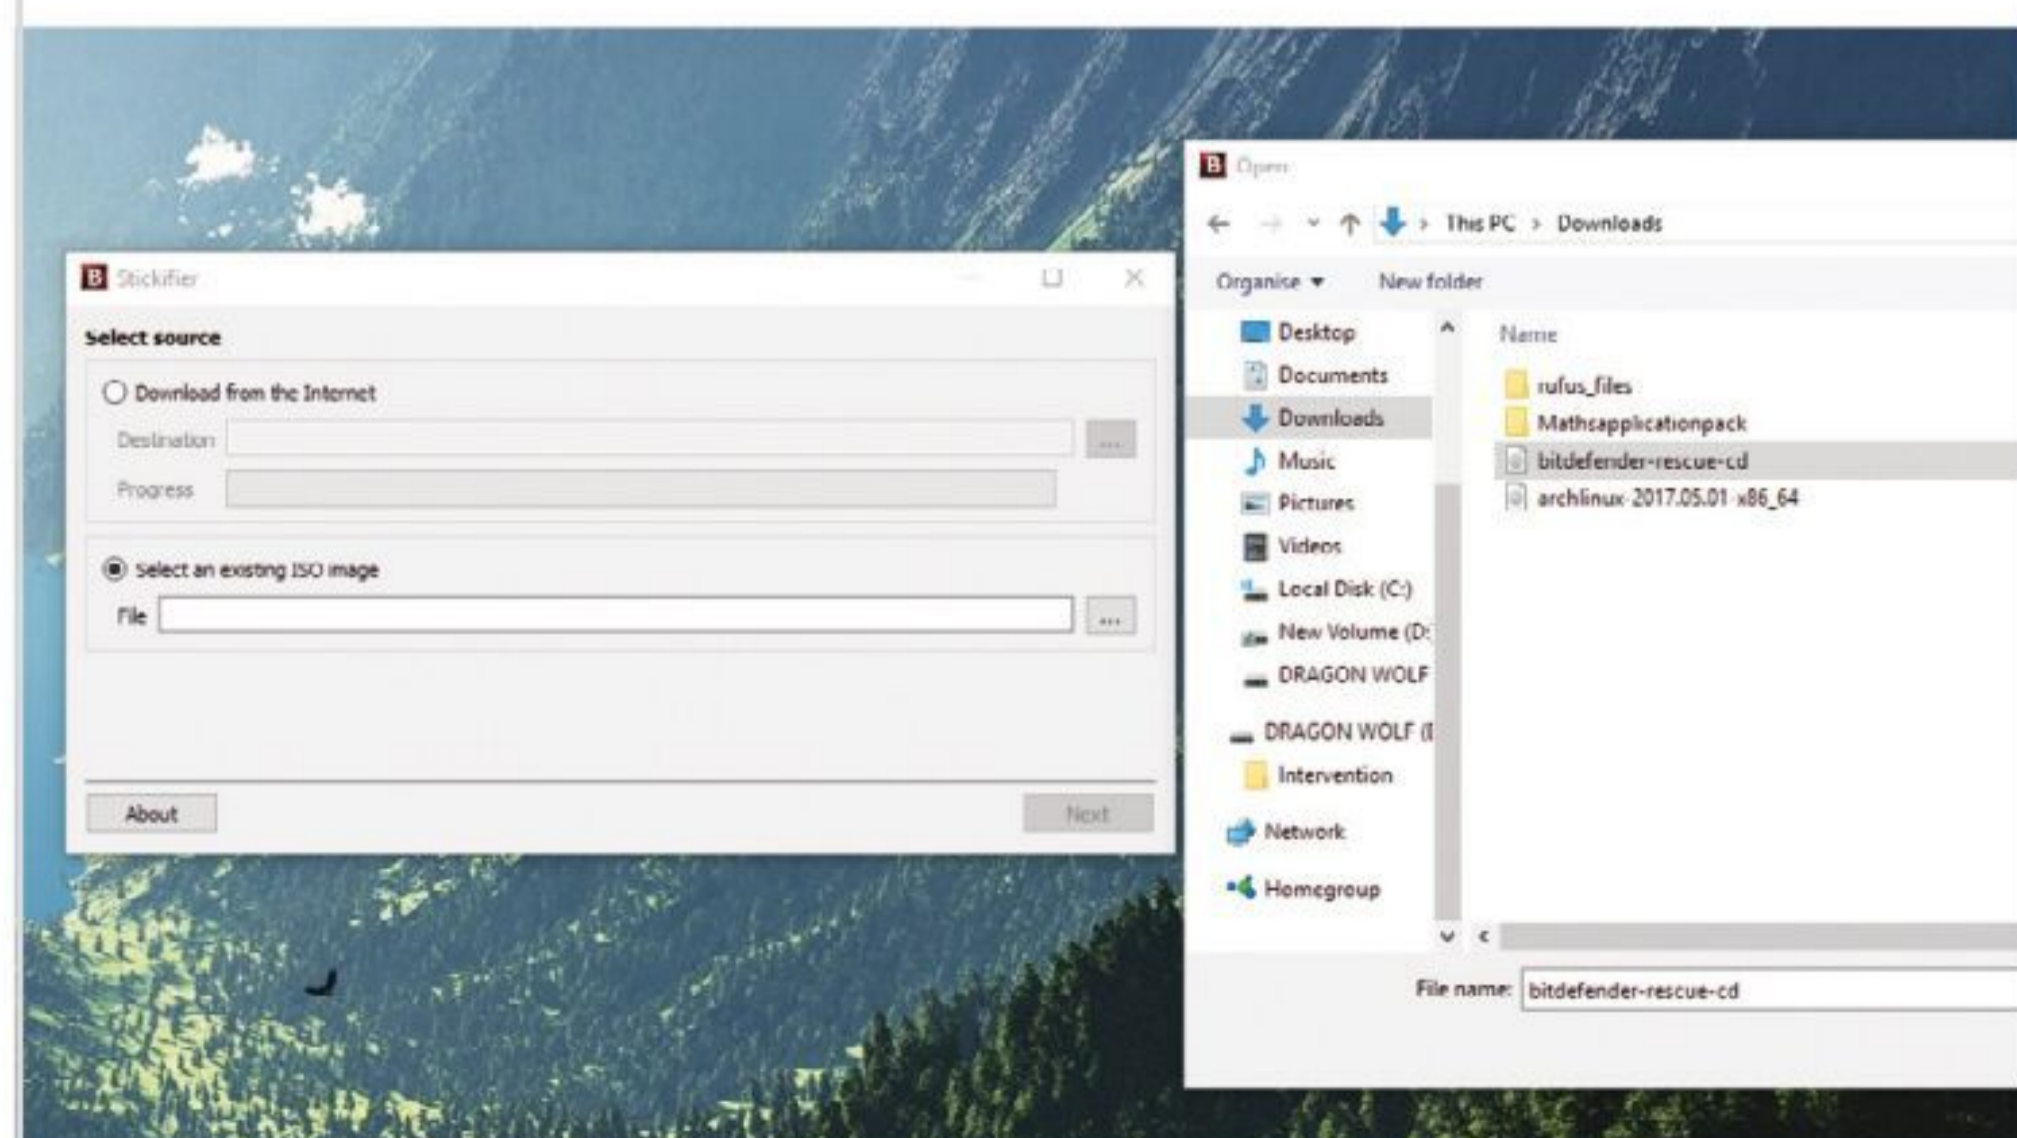 Stickifier
Select source
Download from the Internet
Destination
...
Progress
Select an existing ISO image
File
...
About
Next
Open
This PC > Downloads
Organise
New folder
Desktop
Documents
Downloads
Music
Pictures
Videos
Local Disk (C:)
New Volume (D:
DRAGON WOLF
DRAGON WOLF (
Intervention
Network
Homegroup
Name
rufus_files
Mathsapplicationpack
bitdefender-rescue-cd
archlinux-2017.05.01-x86_64
File name: bitdefender-rescue-cd